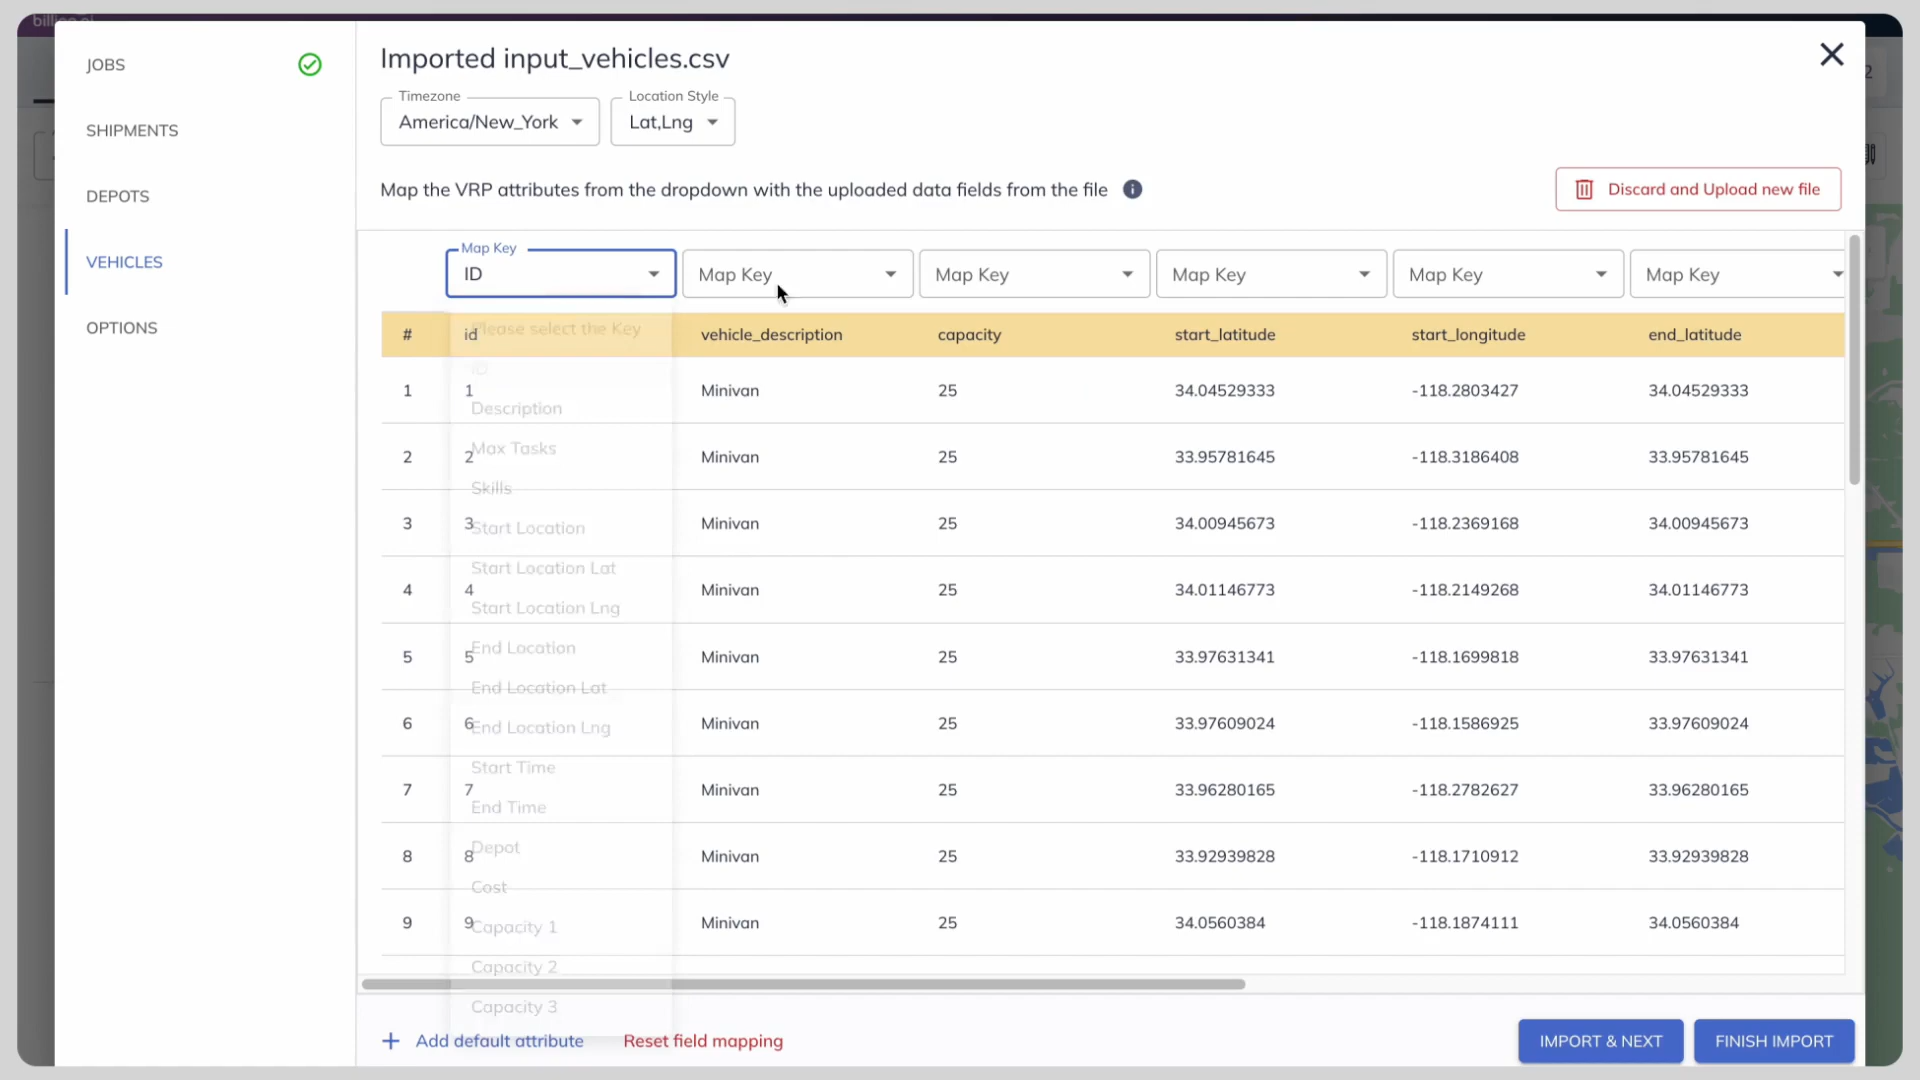 JOBS
SHIPMENTS
DEPOTS
VEHICLES
OPTIONS
Imported input_vehicles.csv
Timezone
America/New_York
Location Style
Lat,Lng
Map the VRP attributes from the dropdown with the uploaded data fields from the file
Discard and Upload new file
Map Key
ID
Map Key
Map Key
Map Key
Map Key
Map Key
# id vehicle_description capacity start_latitude start_longitude end_latitude
1 1 Minivan 25 34.04529333 -118.2803427 34.04529333
2 2 Minivan 25 33.95781645 -118.3186408 33.95781645
3 3 Minivan 25 34.00945673 -118.2369168 34.00945673
4 4 Minivan 25 34.01146773 -118.2149268 34.01146773
5 5 Minivan 25 33.97631341 -118.1699818 33.97631341
6 6 Minivan 25 33.97609024 -118.1586925 33.97609024
7 7 Minivan 25 33.96280165 -118.2782627 33.96280165
8 8 Minivan 25 33.92939828 -118.1710912 33.92939828
9 9 Minivan 25 34.0560384 -118.1874111 34.0560384
Please select the Key
ID
Description
Max Tasks
Skills
Start Location
Start Location Lat
Start Location Lng
End Location
End Location Lat
End Location Lng
Start Time
End Time
Depot
Cost
Capacity 1
Capacity 2
Capacity 3
+ Add default attribute
Reset field mapping
IMPORT & NEXT
FINISH IMPORT